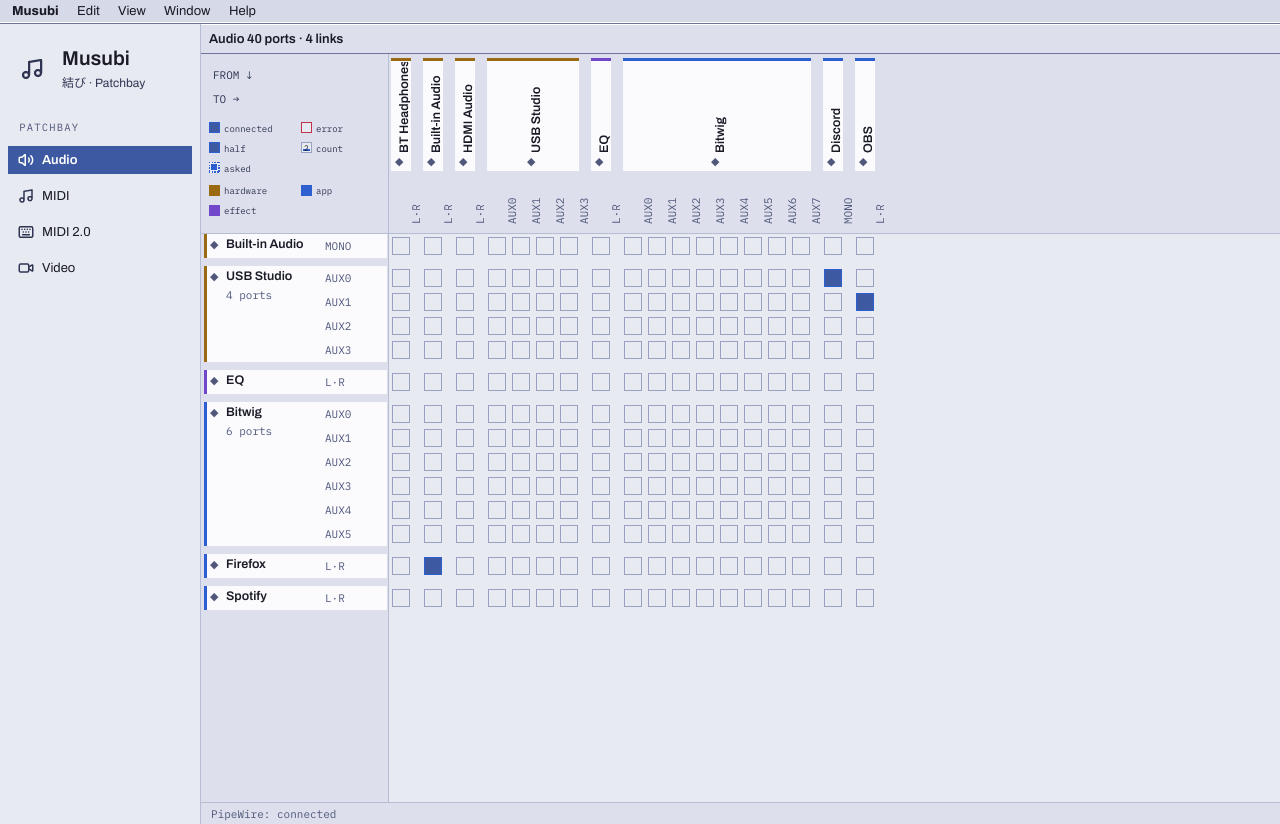 Musubi Edit View Window Help
Musubi
結び · Patchbay
PATCHBAY
Audio
MIDI
MIDI 2.0
Video
Audio 40 ports · 4 links
FROM ↓
TO →
connected
error
half
count
asked
hardware
app
effect
BT Headphones
Built-in Audio
HDMI Audio
USB Studio
EQ
Bitwig
Discord
OBS
L·R
L·R
L·R
AUX0
AUX1
AUX2
AUX3
L·R
AUX0
AUX1
AUX2
AUX3
AUX4
AUX5
AUX6
AUX7
MONO
L·R
Built-in Audio MONO
USB Studio AUX0
4 ports
AUX1
AUX2
AUX3
EQ L·R
Bitwig AUX0
6 ports
AUX1
AUX2
AUX3
AUX4
AUX5
Firefox L·R
Spotify L·R
PipeWire: connected